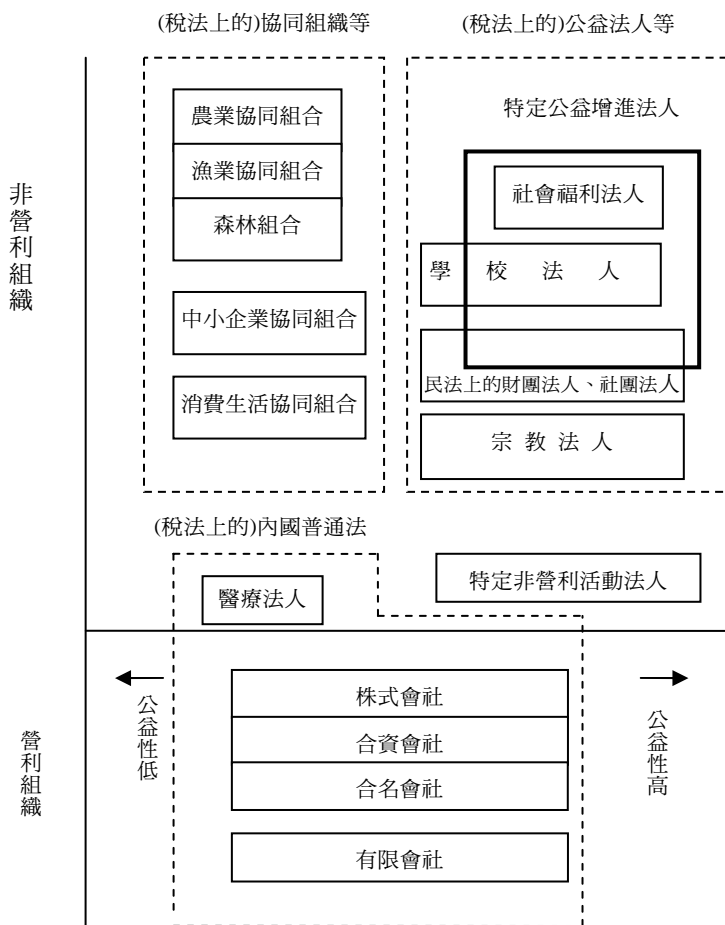 (稅法上的)協同組織等
(稅法上的)公益法人等
非營利組織
農業協同組合
漁業協同組合
森林組合
中小企業協同組合
消費生活協同組合
特定公益增進法人
社會福利法人
學校法人
民法上的財團法人、社團法人
宗教法人
(稅法上的)內國普通法
醫療法人
特定非營利活動法人
營利組織
公益性低
株式會社
合資會社
合名會社
有限會社
公益性高